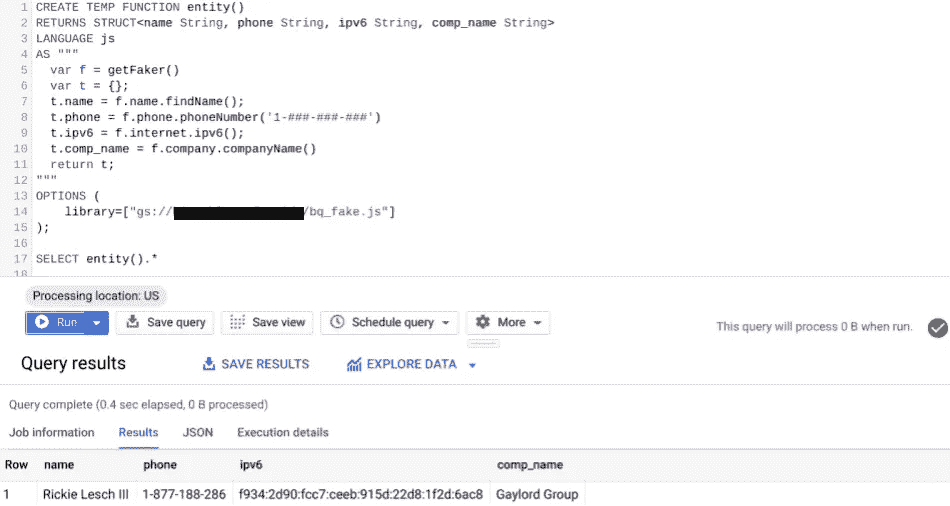 1 CREATE TEMP FUNCTION entity()
2 RETURNS STRUCT<name String, phone String, ipv6 String, comp_name String>
3 LANGUAGE js
4 AS """
5 var f = getFaker()
6 var t = {};
7 t.name = f.name.findName();
8 t.phone = f.phone.phoneNumber('1-###-###-###')
9 t.ipv6 = f.internet.ipv6();
10 t.comp_name = f.company.companyName()
11 return t;
12 """
13 OPTIONS (
14 library=["gs:// /bq_fake.js"]
15 );
16
17 SELECT entity().*
18
Processing location: US
Run Save query Save view Schedule query More This query will process 0 B when run.
Query results SAVE RESULTS EXPLORE DATA
Query complete (0.4 sec elapsed, 0 B processed)
Job information Results JSON Execution details
Row name phone ipv6 comp_name
1 Rickie Lesch III 1-877-188-286 f934:2d90:fcc7:ceeb:915d:22d8:1f2d:6ac8 Gaylord Group